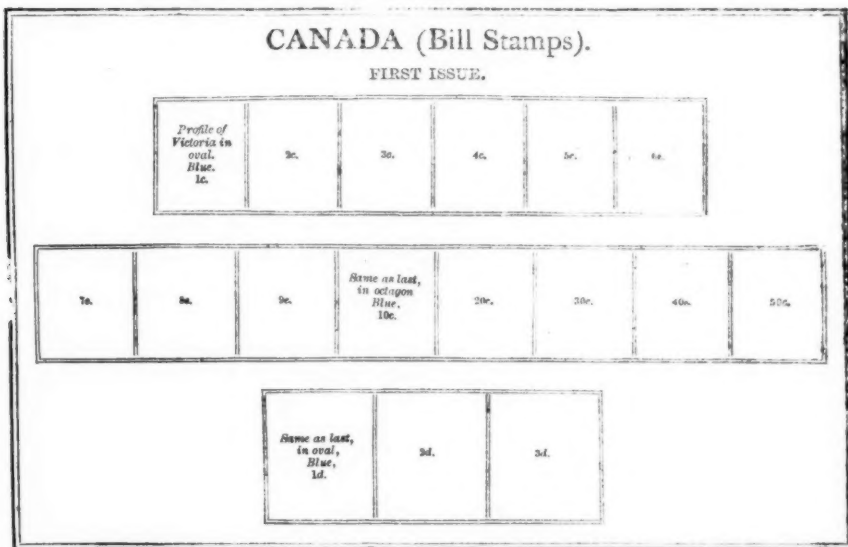 CANADA (Bill Stamps).
FIRST ISSUE.
Profile of
Victoria in
oval.
Blue.
1c.
2c.
3c.
4c.
5c.
6c.
7c.
8c.
9c.
Same as last,
in octagon
Blue.
10c.
20c.
30c.
40c.
50c.
Same as last,
in oval,
Blue,
1d.
2d.
3d.